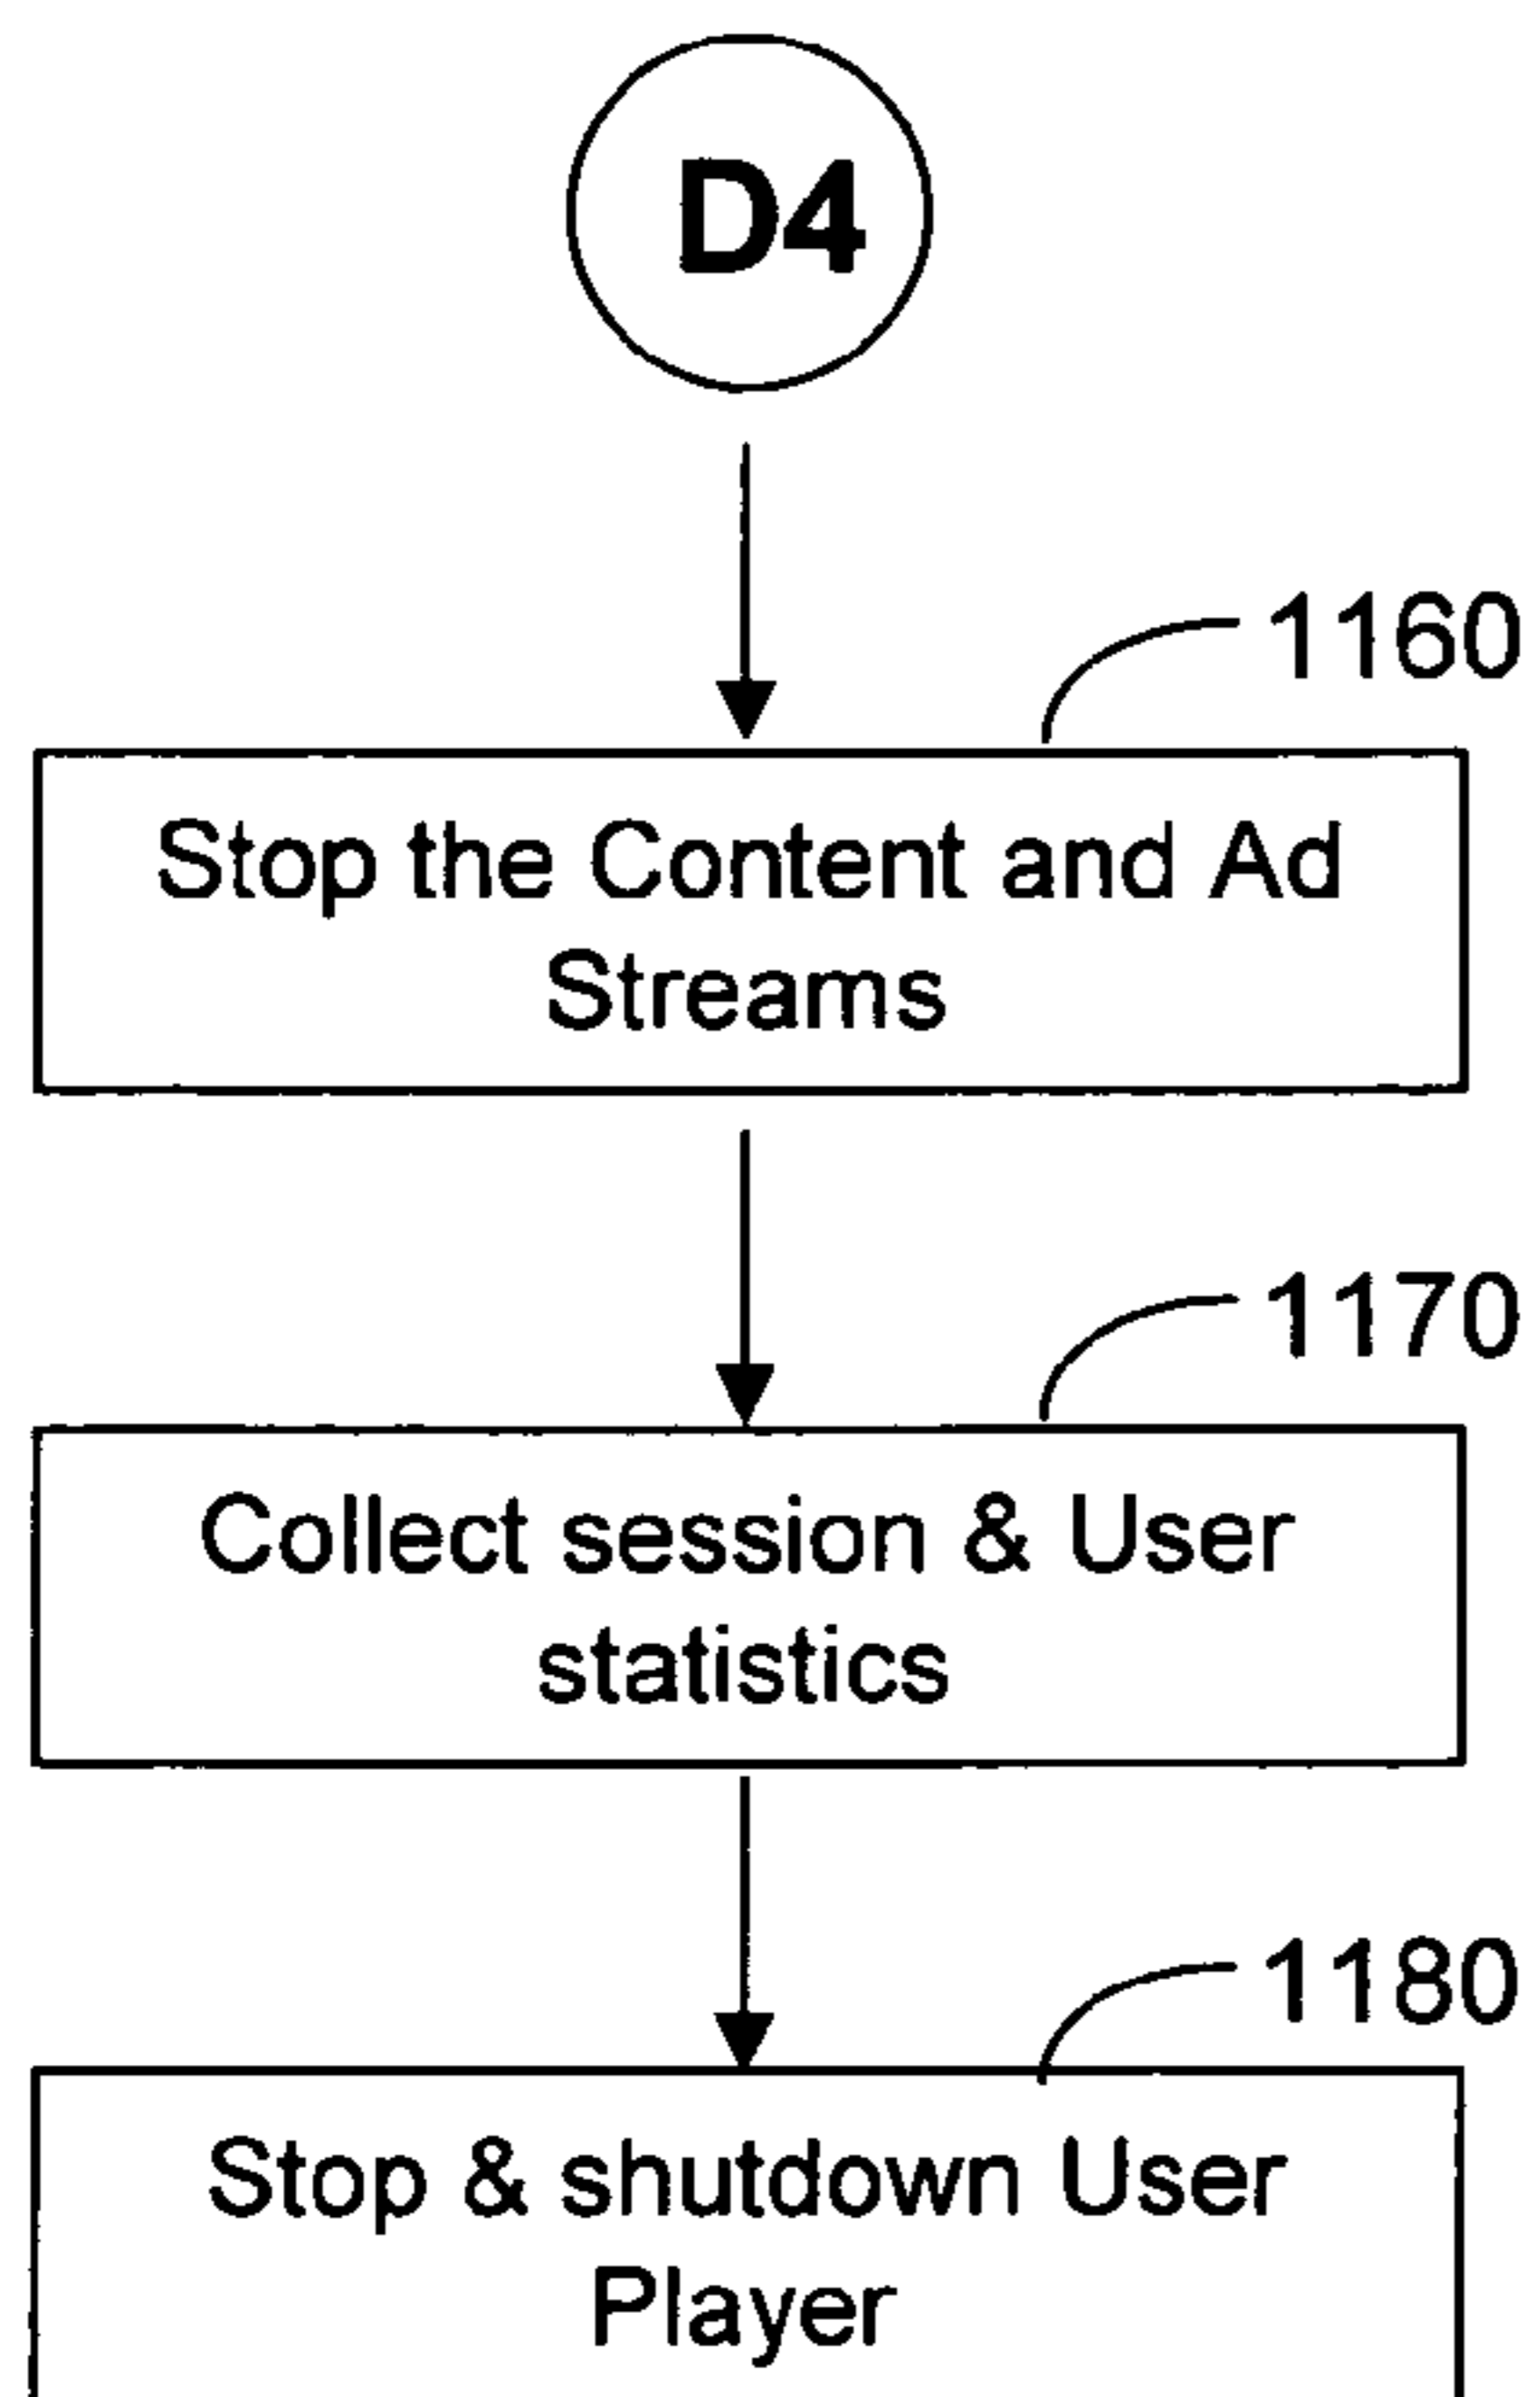 D4
1160
Stop the Content and Ad
Streams
1170
Collect session & User
statistics
1180
Stop & shutdown User
Player